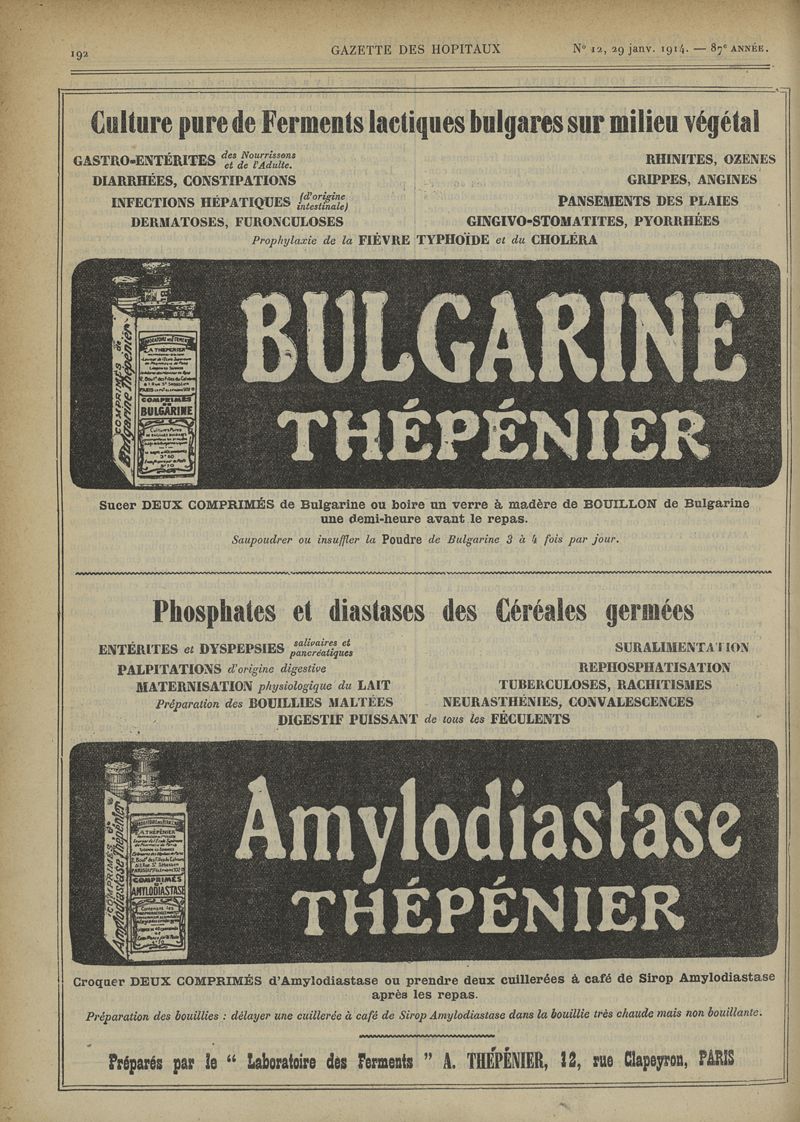 192
GAZETTE DES HOPITAUX
Nº 12, 29 janv. 1914. — 87e ANNÉE.
Culture pure de Ferments lactiques bulgares sur milieu végétal
GASTRO-ENTÉRITES des Nourrissons et de l'Adulte.
RHINITES, OZÈNES
DIARRHÉES, CONSTIPATIONS
GRIPPES, ANGINES
INFECTIONS HÉPATIQUES (d'origine intestinale)
PANSEMENTS DES PLAIES
DERMATOSES, FURONCULOSES
GINGIVO-STOMATITES, PYORRHÉES
Prophylaxie de la FIÈVRE TYPHOÏDE et du CHOLÉRA
COMPRIMÉS de
Bulgarine Thépénier
A. THÉPÉNIER
COMPRIMÉS
DE
BULGARINE
BULGARINE
THÉPÉNIER
Sucer DEUX COMPRIMÉS de Bulgarine ou boire un verre à madère de BOUILLON de Bulgarine
une demi-heure avant le repas.
Saupoudrer ou insuffler la Poudre de Bulgarine 3 à 4 fois par jour.
Phosphates et diastases des Céréales germées
ENTÉRITES et DYSPEPSIES salivaires et pancréatiques
SURALIMENTATION
PALPITATIONS d'origine digestive
REPHOSPHATISATION
MATERNISATION physiologique du LAIT
TUBERCULOSES, RACHITISMES
Préparation des BOUILLIES MALTÉES
NEURASTHÉNIES, CONVALESCENCES
DIGESTIF PUISSANT de tous les FÉCULENTS
COMPRIMÉS de
Amylodiastase Thépénier
A. THÉPÉNIER
COMPRIMÉS
AMYLODIASTASE
Amylodiastase
THÉPÉNIER
Croquer DEUX COMPRIMÉS d'Amylodiastase ou prendre deux cuillerées à café de Sirop Amylodiastase
après les repas.
Préparation des bouillies : délayer une cuillerée à café de Sirop Amylodiastase dans la bouillie très chaude mais non bouillante.
Préparés par le “ Laboratoire des Ferments ” A. THÉPÉNIER, 12, rue Clapeyron, PARIS